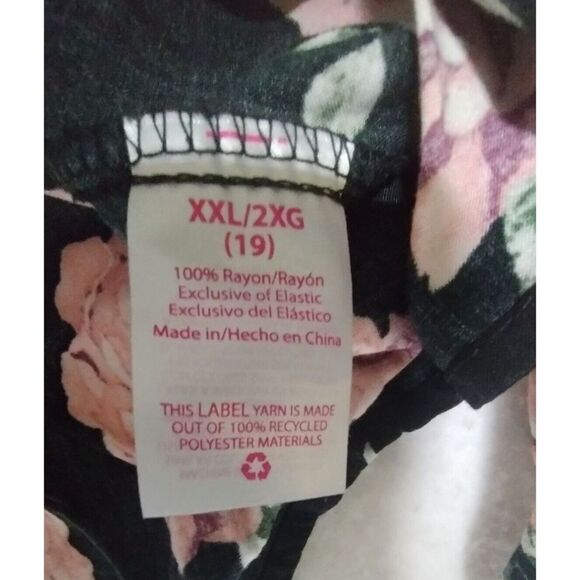 XXL/2XG
(19)
100% Rayon/Rayón
Exclusive of Elastic
Exclusivo del Elástico
Made in/Hecho en China
THIS LABEL YARN IS MADE
OUT OF 100% RECYCLED
POLYESTER MATERIALS